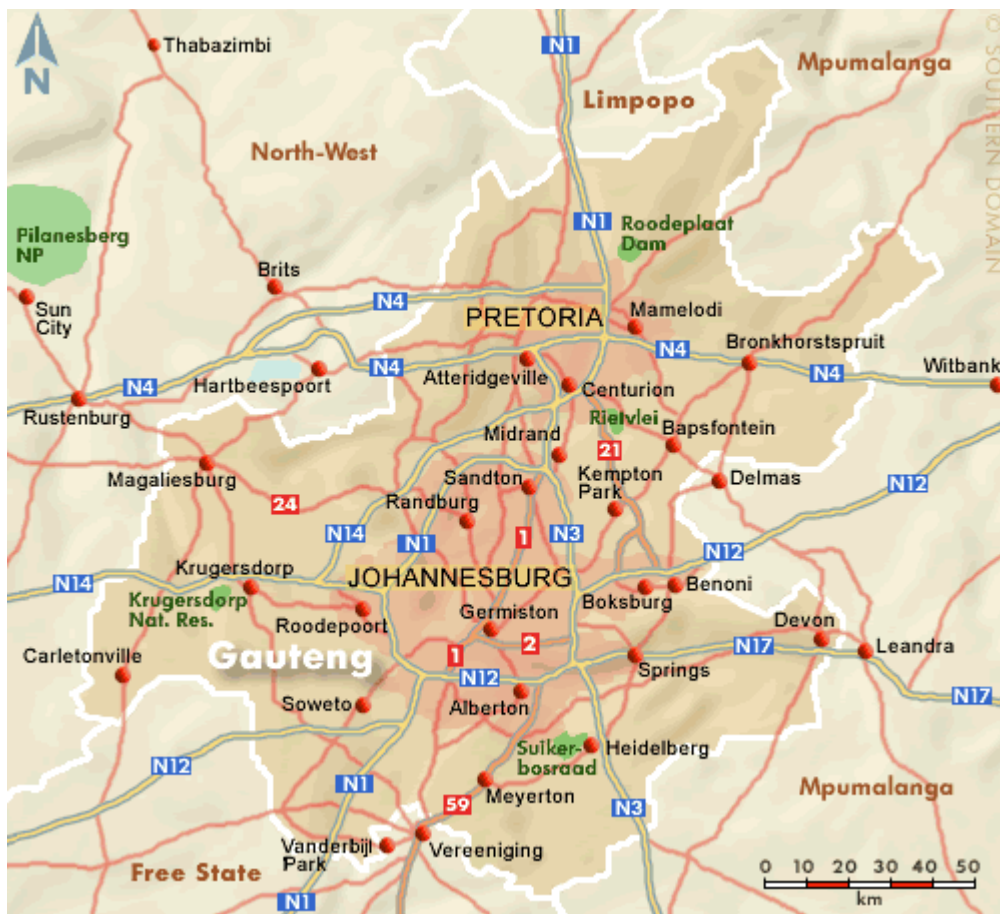 N1
Thabazimbi
Mpumalanga
N
Limpopo
© SOUTHERN DOMAIN
North-West
N1
Roodeplaat
Dam
Pilanesberg
NP
Brits
Sun
City
N4
PRETORIA
Mamelodi
Bronkhorstspruit
N4
Witbank
N4
Hartbeespoort
N4
Atteridgeville
Centurion
N4
Rustenburg
Rietvlei
Bapsfontein
Midrand
21
Magaliesburg
Sandton
Kempton
Park
Delmas
N12
24
Randburg
N14
N1
1
N3
N12
N14
Krugersdorp
JOHANNESBURG
Boksburg
Benoni
Krugersdorp
Nat. Res.
Roodepoort
Germiston
Devon
Carletonville
Gauteng
1
2
Springs
N17
Leandra
N12
Soweto
Alberton
N17
Suiker-
bosraad
Heidelberg
N12
N1
Meyerton
Mpumalanga
59
N3
Vanderbijl
Park
Vereeniging
Free State
0 10 20 30 40 50
km
N1